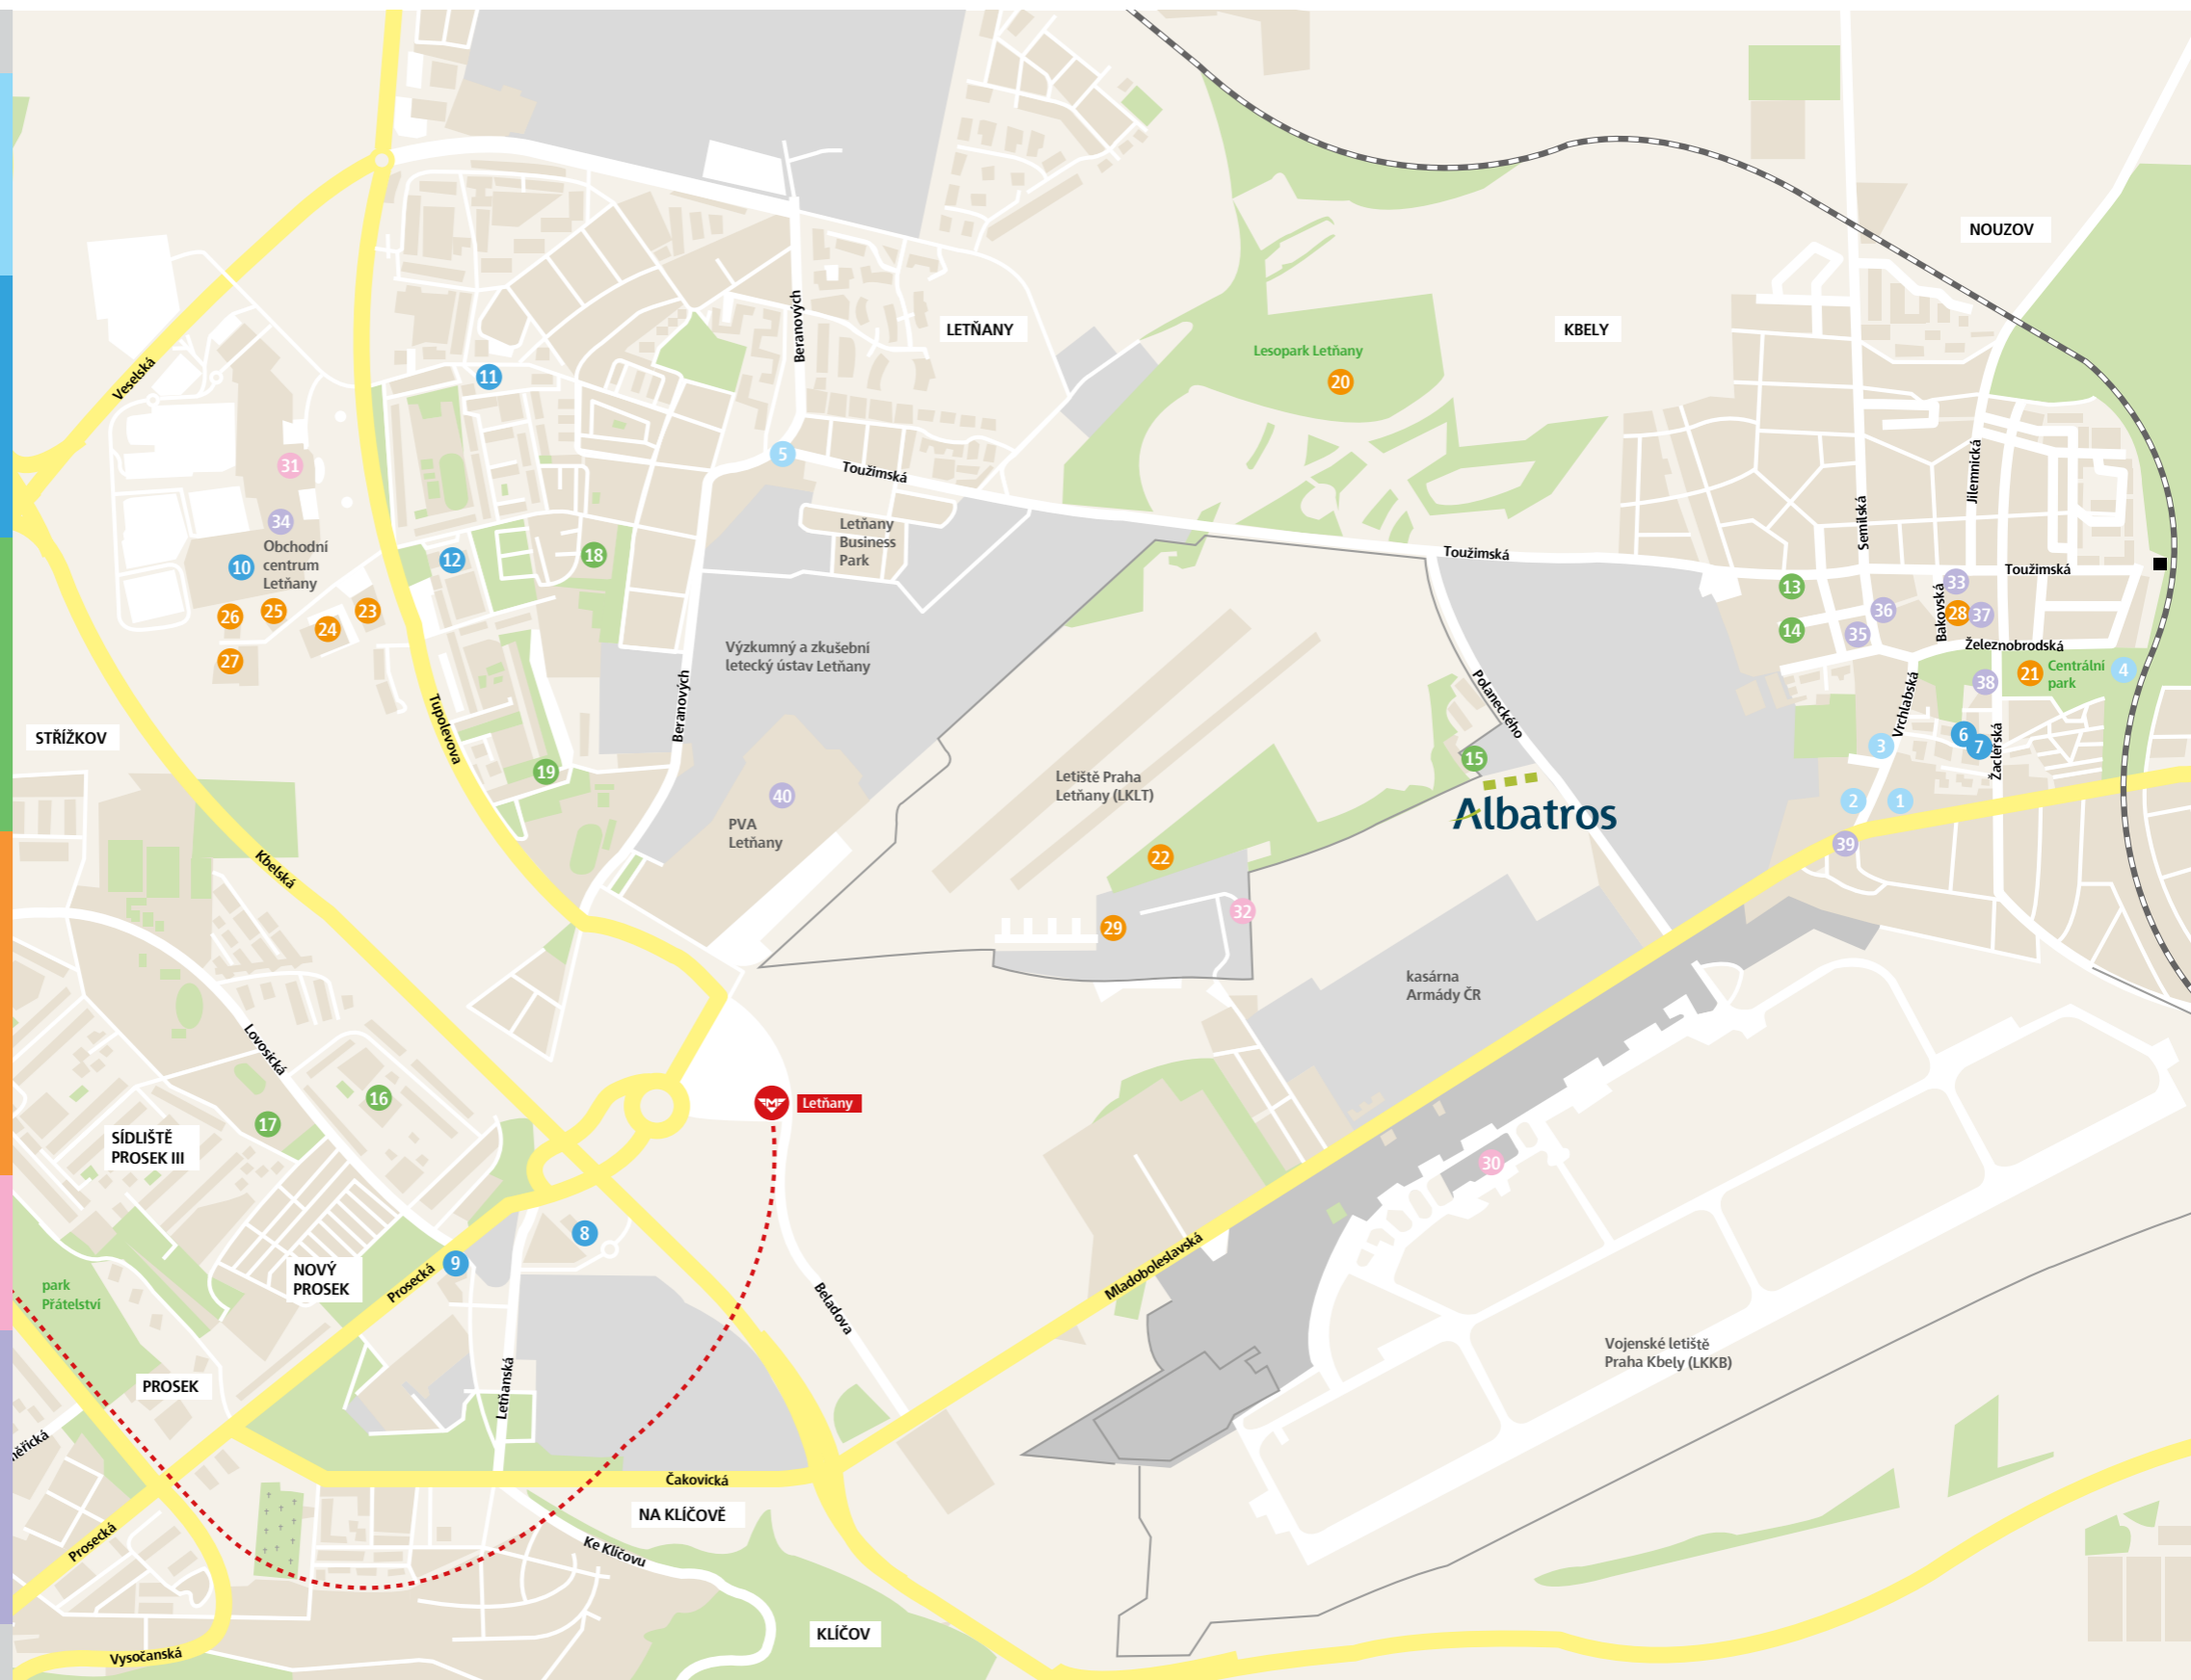 NOUZOV
LETŇANY
KBELY
Beranových
Lesopark Letňany
Veselská
11
20
5
Toužimská
31
Jilemnická
Semilská
34
Obchodní
centrum
Letňany
10
12
18
Letňany
Business
Park
Toužimská
Toužimská
13
33
Bakovská
26
25
24
23
27
14
36
35
28
37
Železnobrodská
Výzkumný a zkušební
letecký ústav Letňany
Beranových
21
Centrální
park
4
38
Polaneckého
Vrchlabská
Tupolevova
STŘÍŽKOV
3
6
7
Žacléřská
19
15
Letiště Praha
Letňany (LKLT)
40
PVA
Letňany
Albatros
2
1
39
22
Kbelská
32
29
kasárna
Armády ČR
Lovosická
16
17
Letňany
SÍDLIŠTĚ
PROSEK III
30
8
9
NOVÝ
PROSEK
Prosecká
park
Přátelství
Mladoboleslavská
Beladova
Vojenské letiště
Praha Kbely (LKKB)
PROSEK
Letňanská
ěřická
Čakovická
NA KLÍČOVĚ
Prosecká
Ke Klíčovu
KLÍČOV
Vysočanská